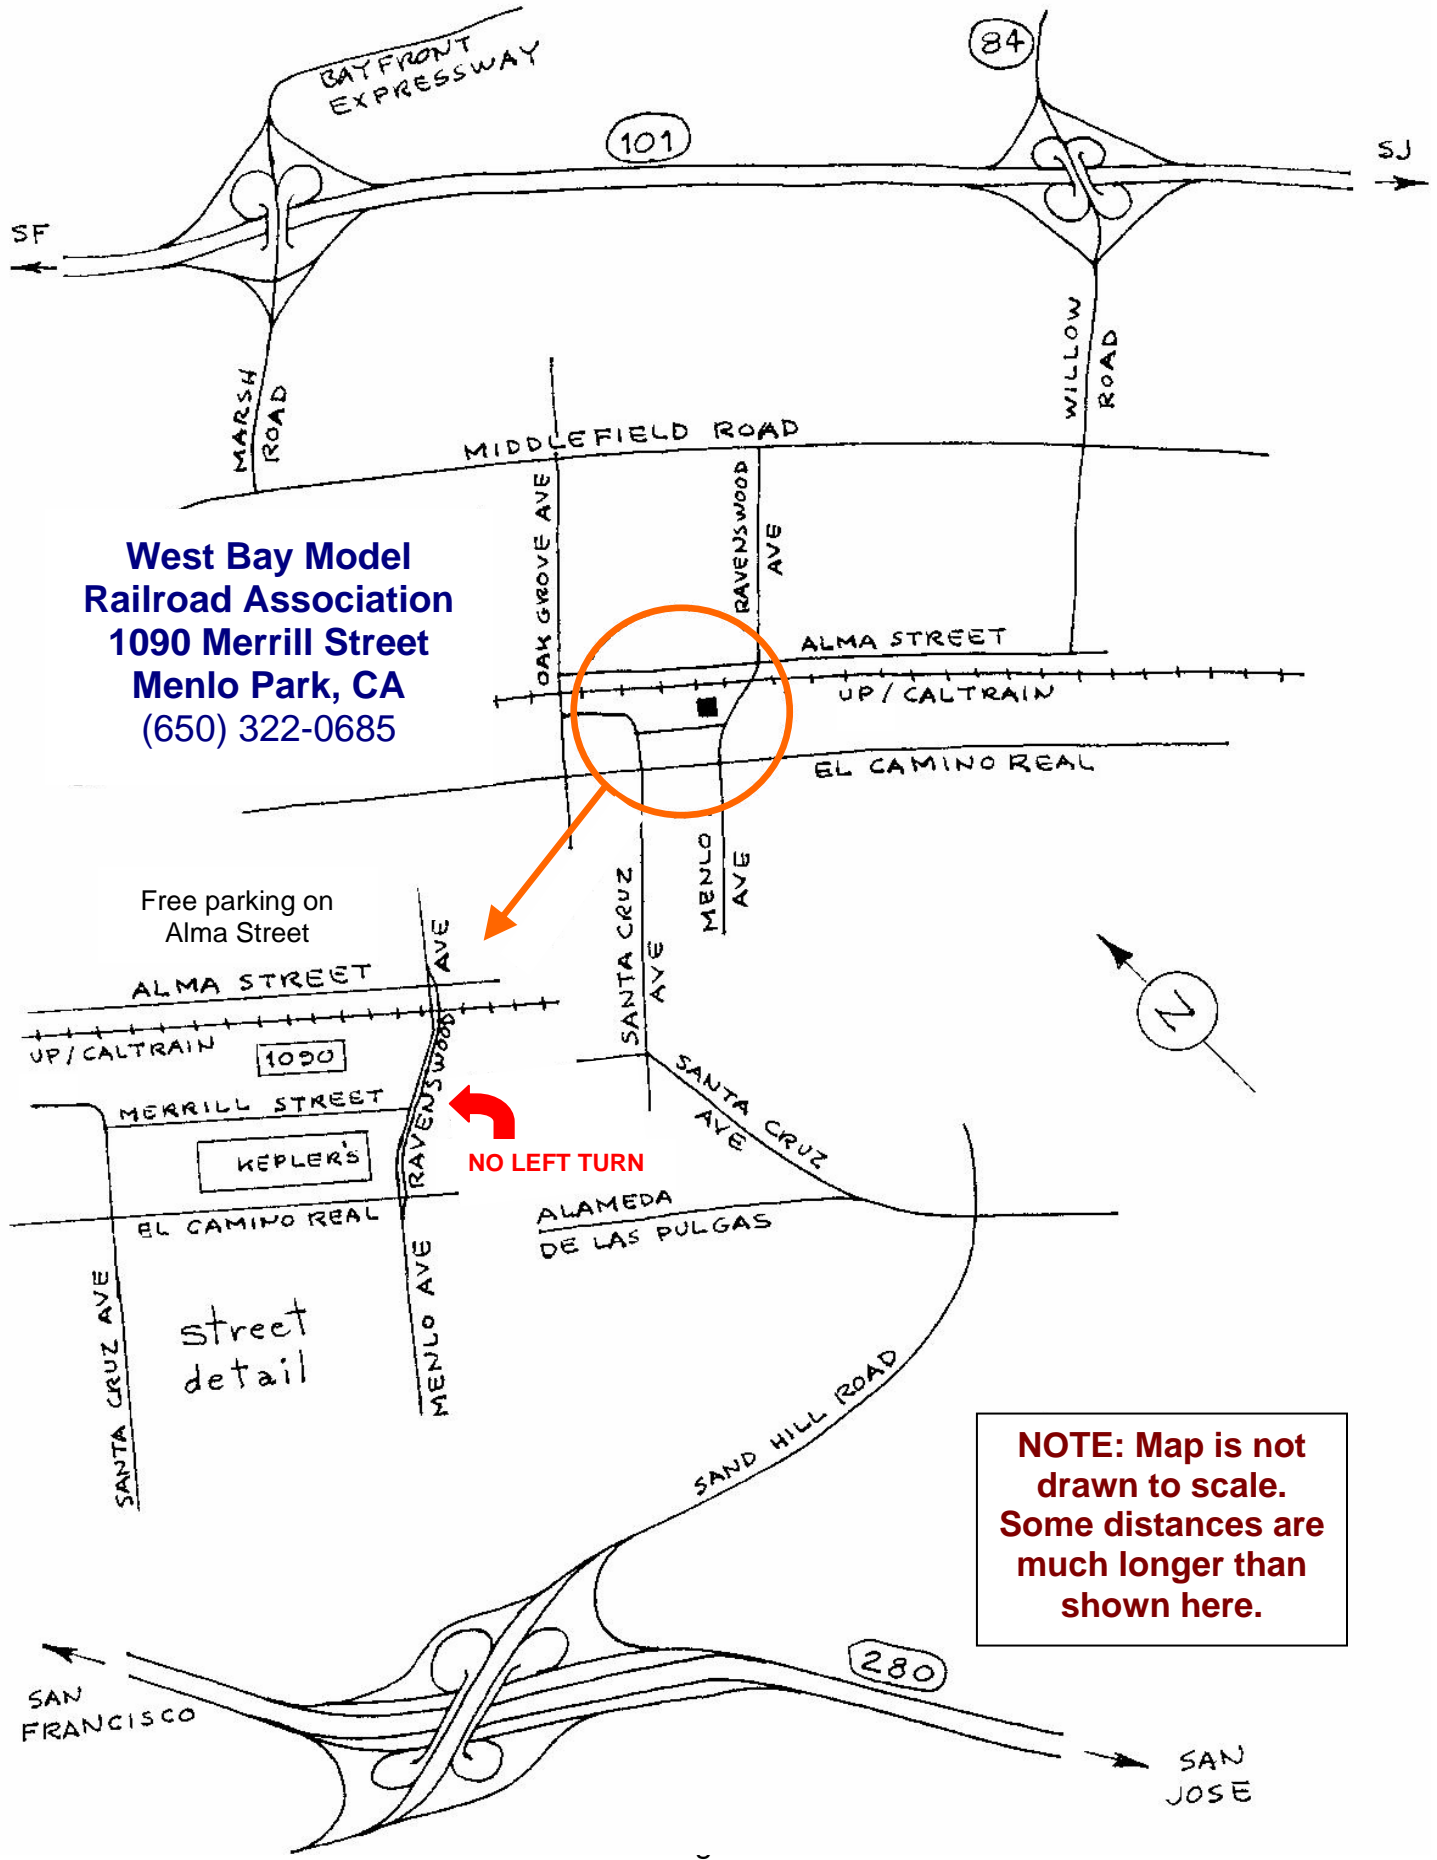 BAYFRONT
EXPRESSWAY
84
101
SJ
SF
MARSH
ROAD
WILLOW
ROAD
MIDDLEFIELD ROAD
OAK GROVE AVE
RAVENSWOOD
AVE
West Bay Model
Railroad Association
1090 Merrill Street
Menlo Park, CA
(650) 322-0685
ALMA STREET
UP / CALTRAIN
EL CAMINO REAL
MENLO
AVE
SANTA CRUZ
AVE
Free parking on
Alma Street
ALMA STREET
AVE
RAVENSWOOD
UP/CALTRAIN
1090
MERRILL STREET
KEPLER'S
NO LEFT TURN
EL CAMINO REAL
SANTA CRUZ AVE
MENLO AVE
street
detail
N
SANTA CRUZ
AVE
ALAMEDA
DE LAS PULGAS
SAND HILL ROAD
NOTE: Map is not
drawn to scale.
Some distances are
much longer than
shown here.
280
SAN
FRANCISCO
SAN
JOSE